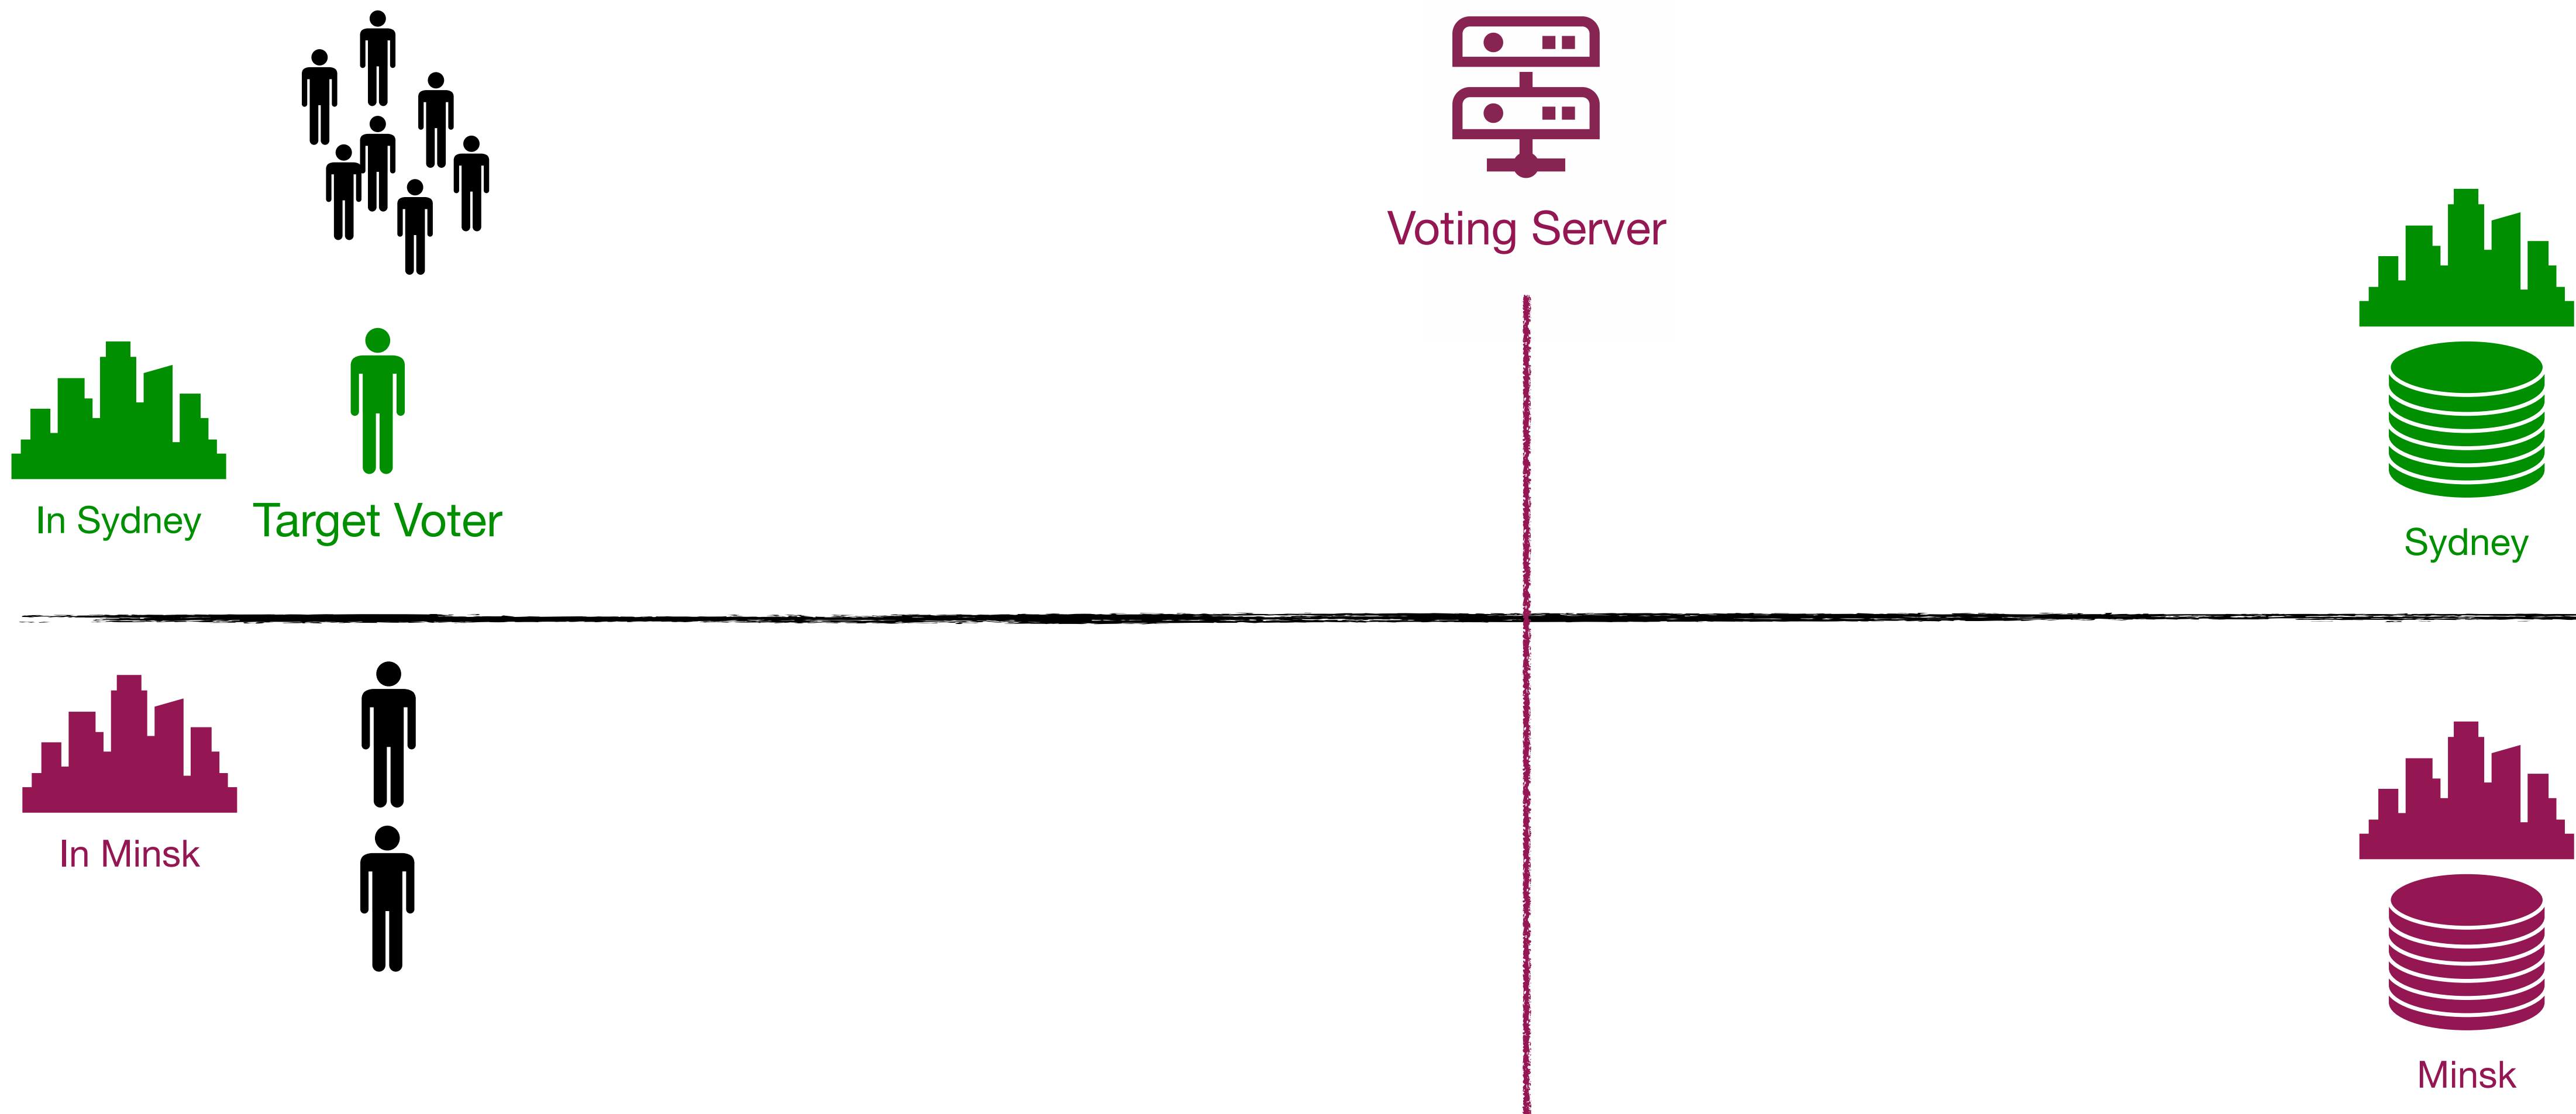 Voting Server
In Sydney
Target Voter
Sydney
In Minsk
Minsk